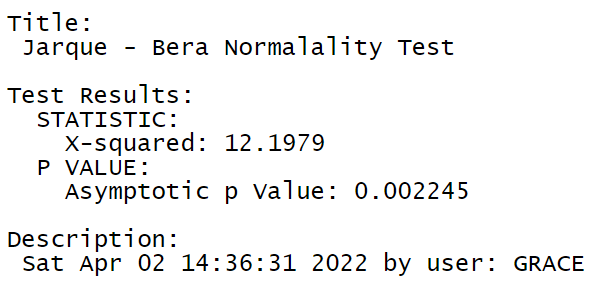 Title:
Jarque - Bera Normalality Test
Test Results:
STATISTIC:
X-squared: 12.1979
P VALUE:
Asymptotic p Value: 0.002245
Description:
Sat Apr 02 14:36:31 2022 by user: GRACE